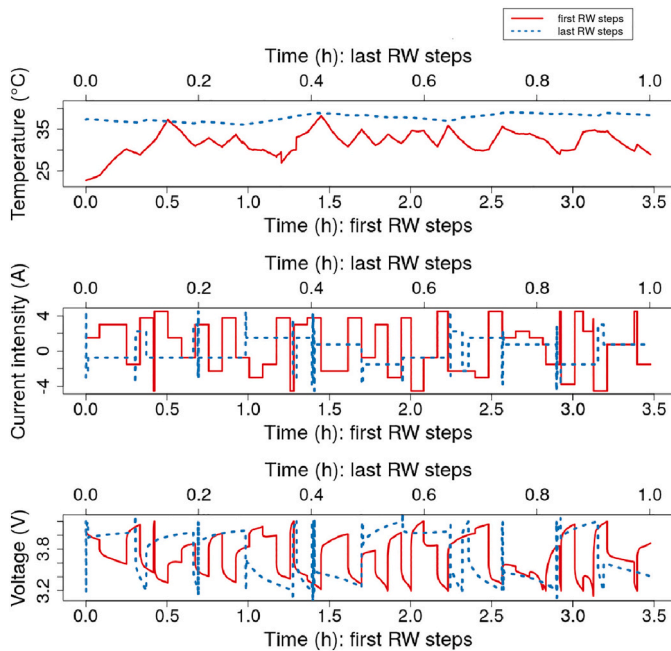 first RW steps
last RW steps
Time (h): last RW steps
0.0 0.2 0.4 0.6 0.8 1.0
Temperature (°C)
35
25
0.0 0.5 1.0 1.5 2.0 2.5 3.0 3.5
Time (h): first RW steps
Time (h): last RW steps
0.0 0.2 0.4 0.6 0.8 1.0
Current intensity (A)
4
0
-4
0.0 0.5 1.0 1.5 2.0 2.5 3.0 3.5
Time (h): first RW steps
Time (h): last RW steps
0.0 0.2 0.4 0.6 0.8 1.0
Voltage (V)
3.8
3.2
0.0 0.5 1.0 1.5 2.0 2.5 3.0 3.5
Time (h): first RW steps